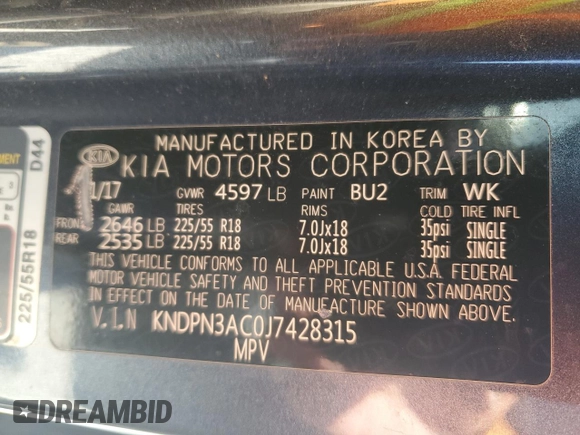 MANUFACTURED IN KOREA BY
KIA KIA MOTORS CORPORATION
1/17 GVWR 4597 LB PAINT BU2 TRIM WK
GAWR TIRES RIMS COLD TIRE INFL
FRONT 2646 LB 225/55 R18 7.0Jx18 35psi SINGLE
REAR 2535 LB 225/55 R18 7.0Jx18 35psi SINGLE
THIS VEHICLE CONFORMS TO ALL APPLICABLE U.S.A. FEDERAL
MOTOR VEHICLE SAFETY AND THEFT PREVENTION STANDARDS
IN EFFECT ON THE DATE OF MANUFACTURE SHOWN ABOVE.
V.I.N KNDPN3AC0J7428315
MPV
D44
225/55R18
DREAMBID